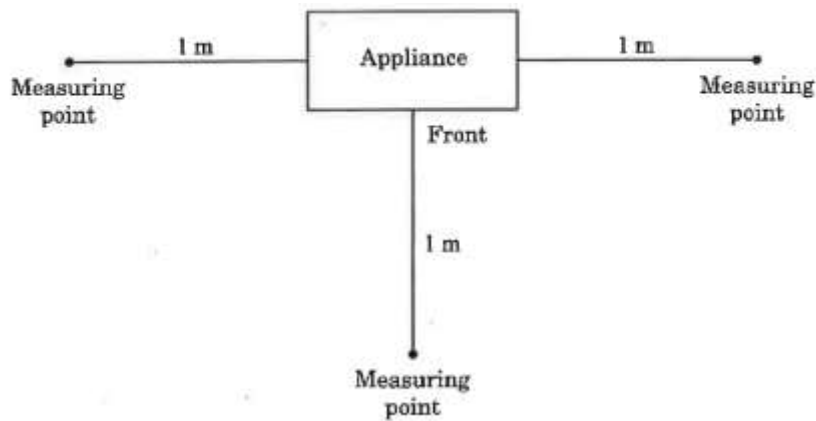 1 m
Appliance
1 m
Measuring
point
Measuring
point
Front
1 m
Measuring
point